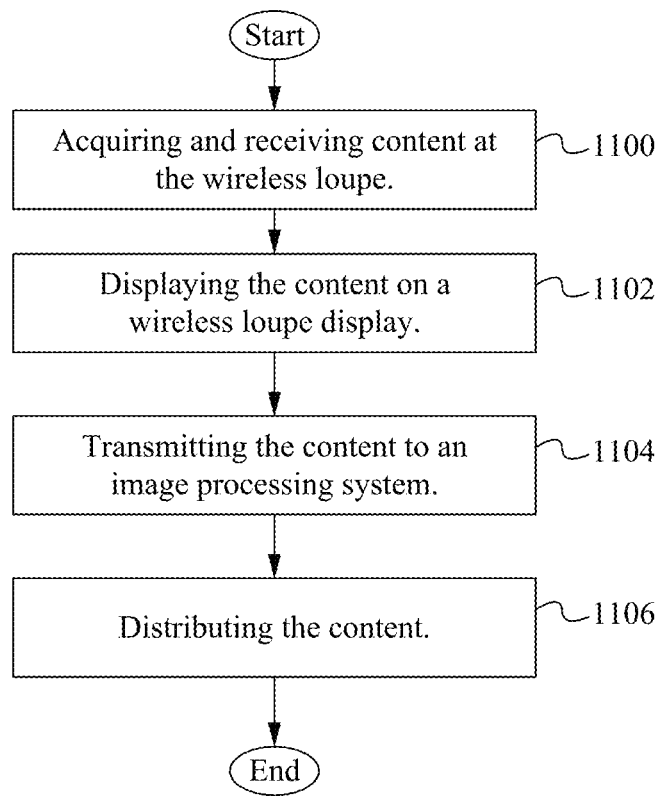 Start
Acquiring and receiving content at
the wireless loupe.
1100
Displaying the content on a
wireless loupe display.
1102
Transmitting the content to an
image processing system.
1104
Distributing the content.
1106
End